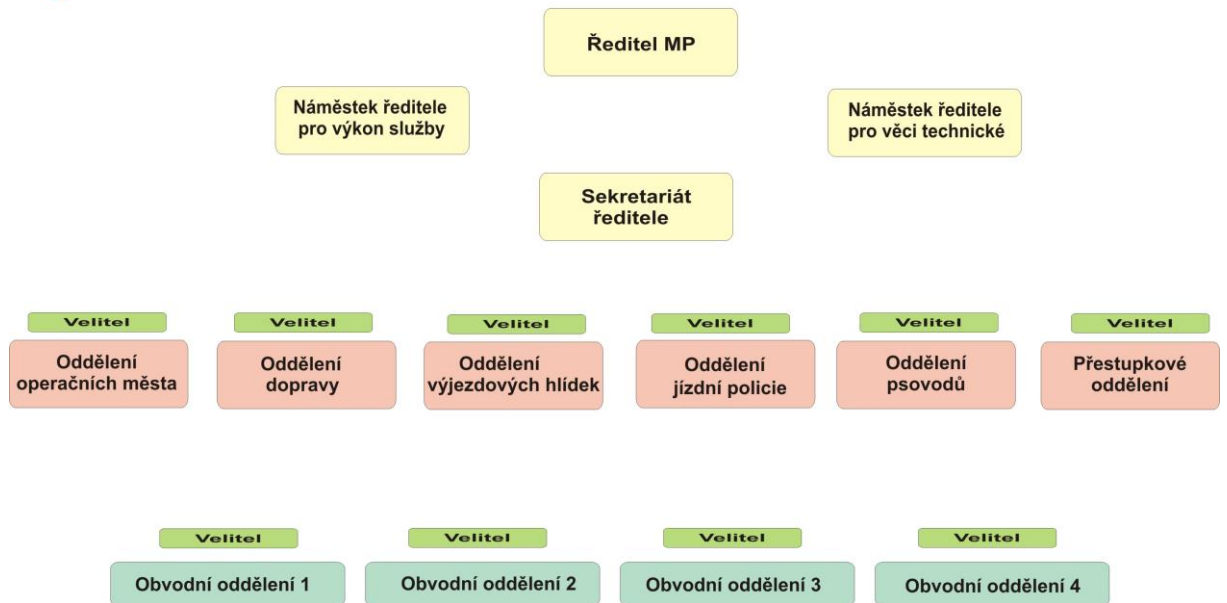 Ředitel MP
Náměstek ředitele
pro výkon služby
Náměstek ředitele
pro věci technické
Sekretariát
ředitele
Velitel
Velitel
Velitel
Velitel
Velitel
Velitel
Oddělení
operačních města
Oddělení
dopravy
Oddělení
výjezdových hlídek
Oddělení
jízdní policie
Oddělení
psovodů
Přestupkové
oddělení
Velitel
Velitel
Velitel
Velitel
Obvodní oddělení 1
Obvodní oddělení 2
Obvodní oddělení 3
Obvodní oddělení 4